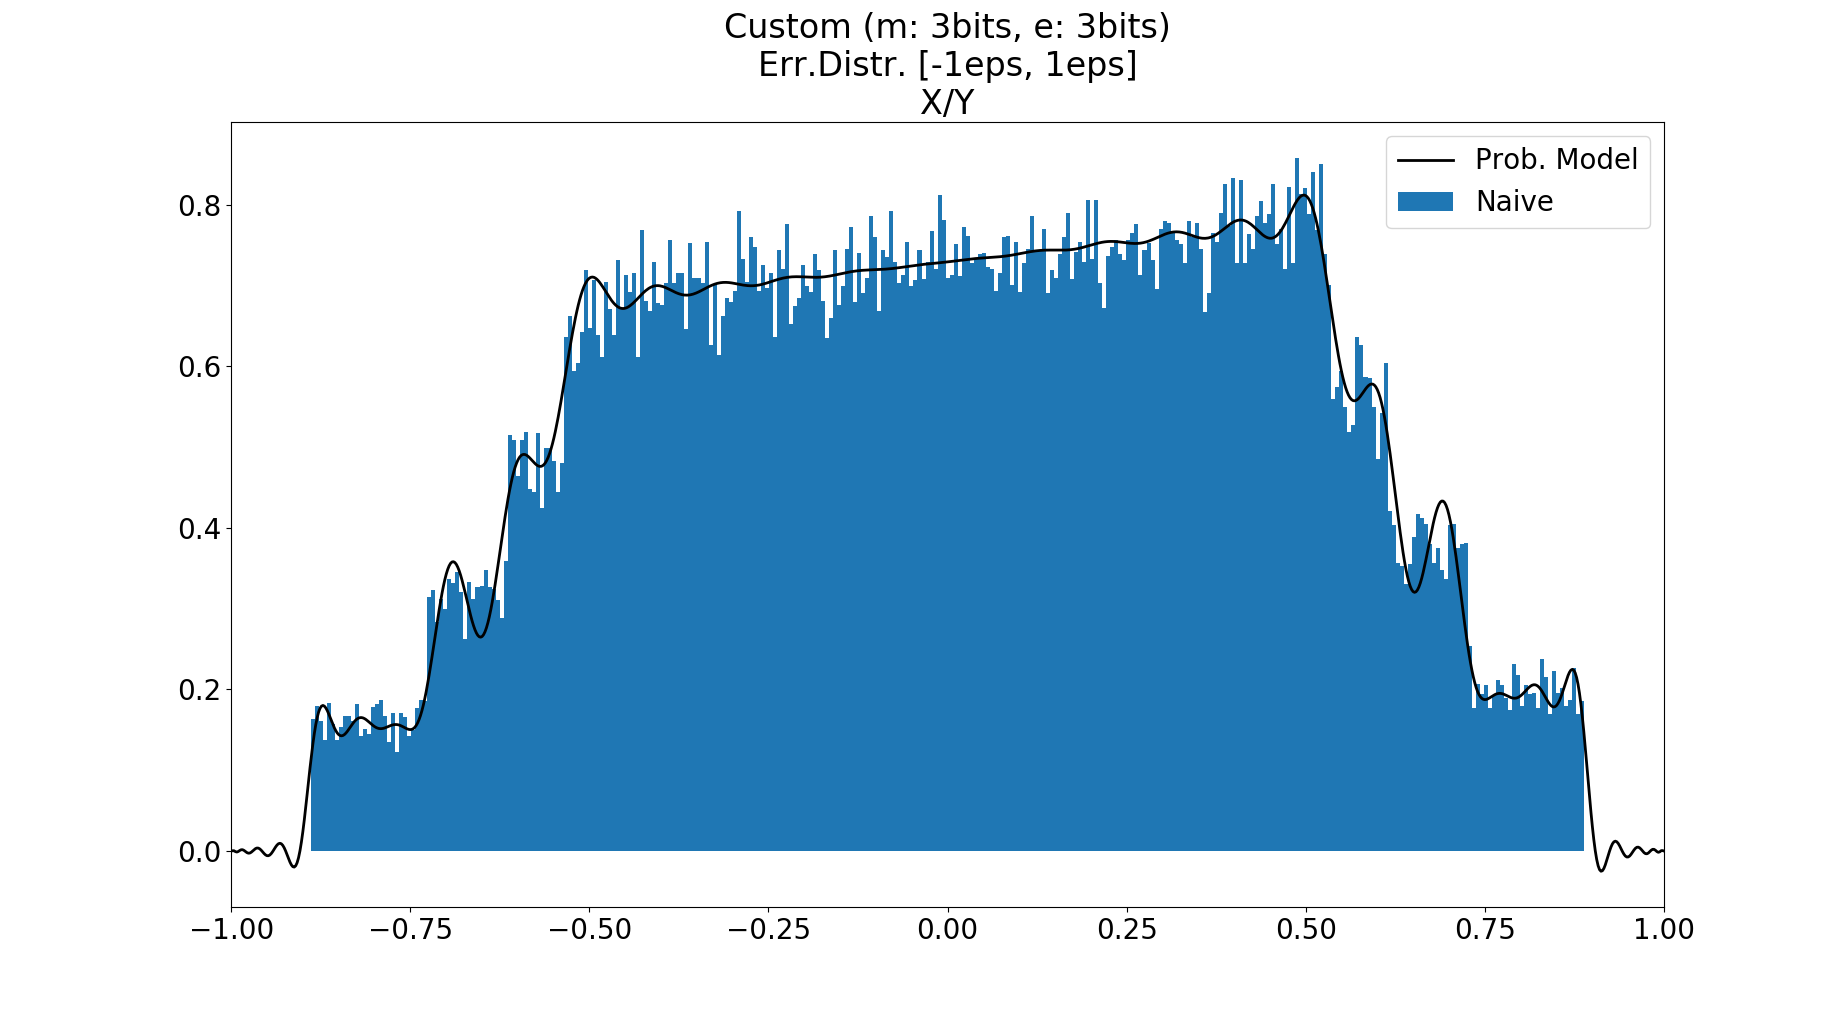 Custom (m: 3bits, e: 3bits)
Err.Distr. [-1eps, 1eps]
X/Y
Prob. Model
Naive
0.8
0.6
0.4
0.2
0.0
−1.00 −0.75 −0.50 −0.25 0.00 0.25 0.50 0.75 1.00